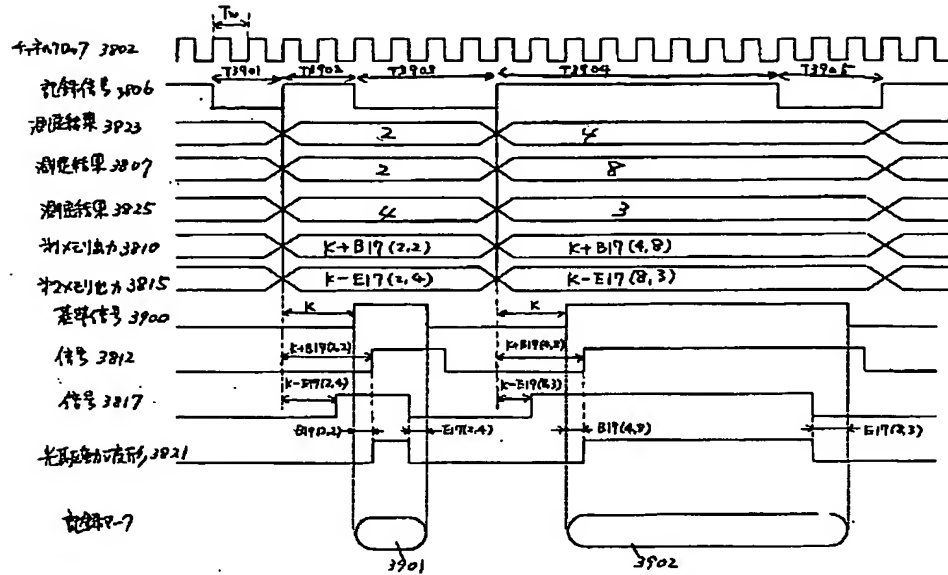 Tw
チャネルクロック 3802
T3901 T3902 T3903 T3904 T3905
記録信号 3806
測定結果 3823 2 4
測定結果 3807 2 8
測定結果 3825 4 3
第1メモリ出力 3810 K+B17(2,2) K+B17(4,8)
第2メモリ出力 3815 K-E17(2,4) K-E17(8,3)
K K
基準信号 3900
K+B17(2,2) K+B17(4,8)
信号 3812
K-E17(2,4) K-E17(8,3)
信号 3817
B17(2,2) E17(2,4) B17(4,8) E17(8,3)
光駆動波形 3821
記録マーク
3901 3902